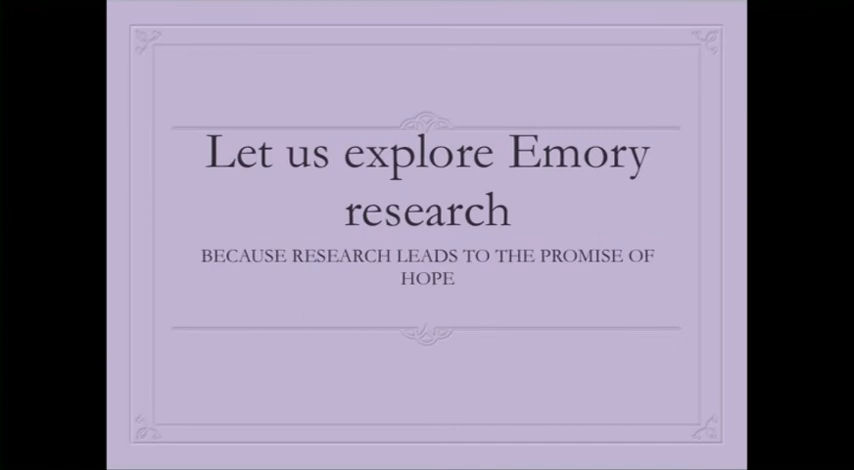 Let us explore Emory
research
BECAUSE RESEARCH LEADS TO THE PROMISE OF
HOPE